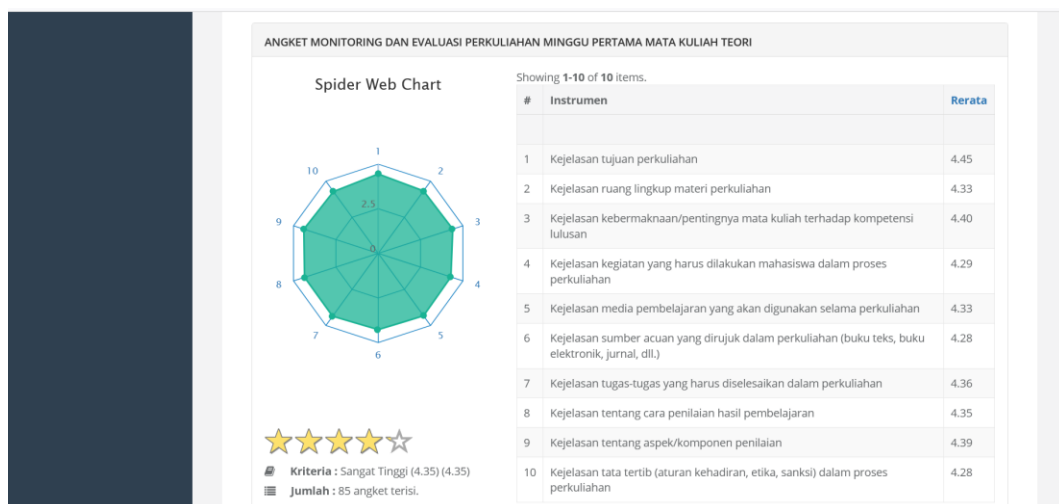 ANGKET MONITORING DAN EVALUASI PERKULIAHAN MINGGU PERTAMA MATA KULIAH TEORI
Spider Web Chart
1
2
3
4
5
6
7
8
9
10
2.5
0
Kriteria : Sangat Tinggi (4.35) (4.35)
Jumlah : 85 angket terisi.
Showing 1-10 of 10 items.
# Instrumen Rerata
1 Kejelasan tujuan perkuliahan 4.45
2 Kejelasan ruang lingkup materi perkuliahan 4.33
3 Kejelasan kebermaknaan/pentingnya mata kuliah terhadap kompetensi 4.40
lulusan
4 Kejelasan kegiatan yang harus dilakukan mahasiswa dalam proses 4.29
perkuliahan
5 Kejelasan media pembelajaran yang akan digunakan selama perkuliahan 4.33
6 Kejelasan sumber acuan yang dirujuk dalam perkuliahan (buku teks, buku 4.28
elektronik, jurnal, dll.)
7 Kejelasan tugas-tugas yang harus diselesaikan dalam perkuliahan 4.36
8 Kejelasan tentang cara penilaian hasil pembelajaran 4.35
9 Kejelasan tentang aspek/komponen penilaian 4.39
10 Kejelasan tata tertib (aturan kehadiran, etika, sanksi) dalam proses 4.28
perkuliahan